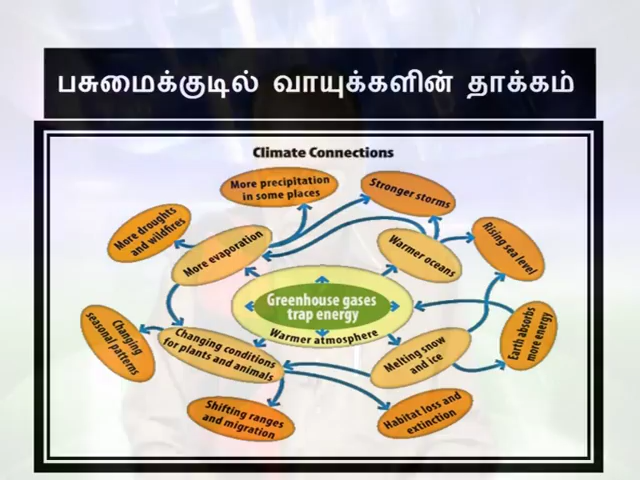 பசுமைக்குடில் வாயுக்களின் தாக்கம்
Climate Connections
More precipitation
in some places
Stronger storms
More droughts
and wildfires
More evaporation
Warmer oceans
Rising sea level
Greenhouse gases
trap energy
Warmer atmosphere
Changing
seasonal patterns
Changing conditions
for plants and animals
Melting snow
and ice
Earth absorbs
more energy
Shifting ranges
and migration
Habitat loss and
extinction